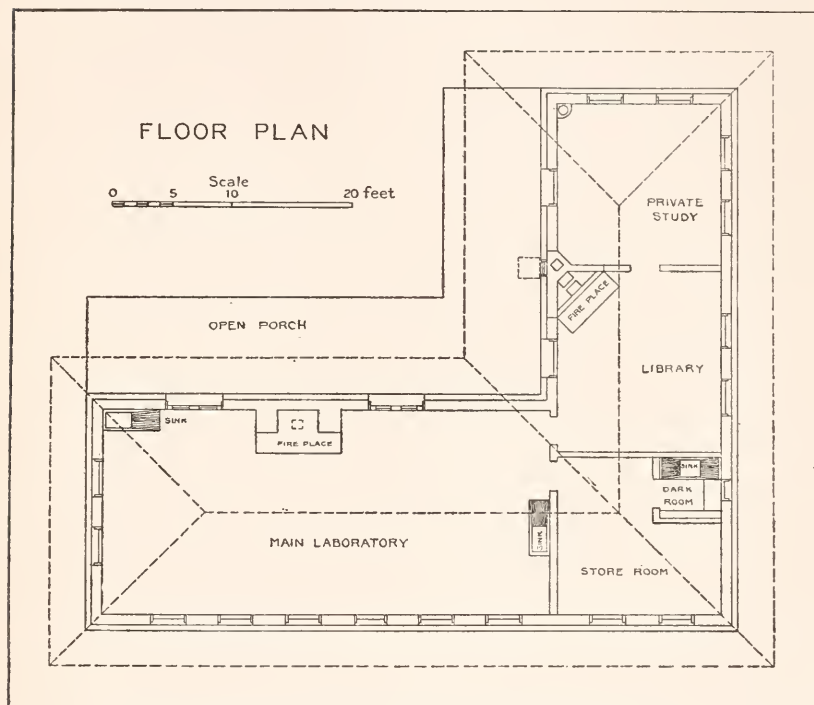 FLOOR PLAN
Scale
0 5 10 20 feet
PRIVATE
STUDY
FIRE PLACE
OPEN PORCH
LIBRARY
SINK
FIRE PLACE
SINK
DARK
ROOM
MAIN LABORATORY
SINK
STORE ROOM